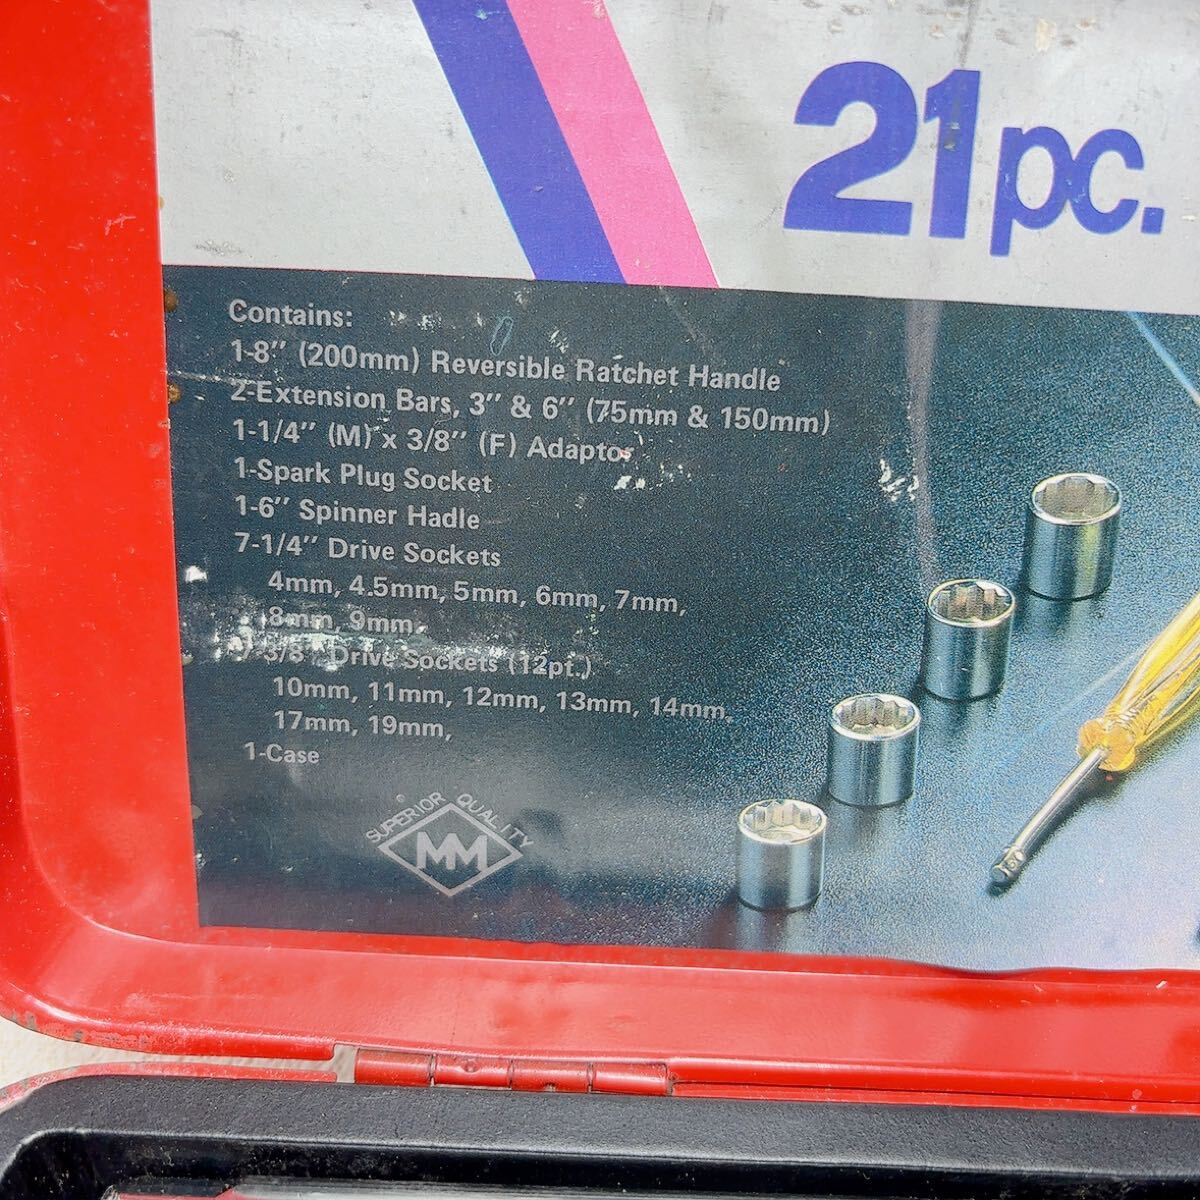 21pc.
Contains:
1-8" (200mm) Reversible Ratchet Handle
2-Extension Bars, 3" & 6" (75mm & 150mm)
1-1/4" (M) x 3/8" (F) Adaptor
1-Spark Plug Socket
1-6" Spinner Hadle
7-1/4" Drive Sockets
4mm, 4.5mm, 5mm, 6mm, 7mm,
8mm, 9mm,
3/8" Drive Sockets (12pt.)
10mm, 11mm, 12mm, 13mm, 14mm,
17mm, 19mm,
1-Case
SUPERIOR QUALITY
MM